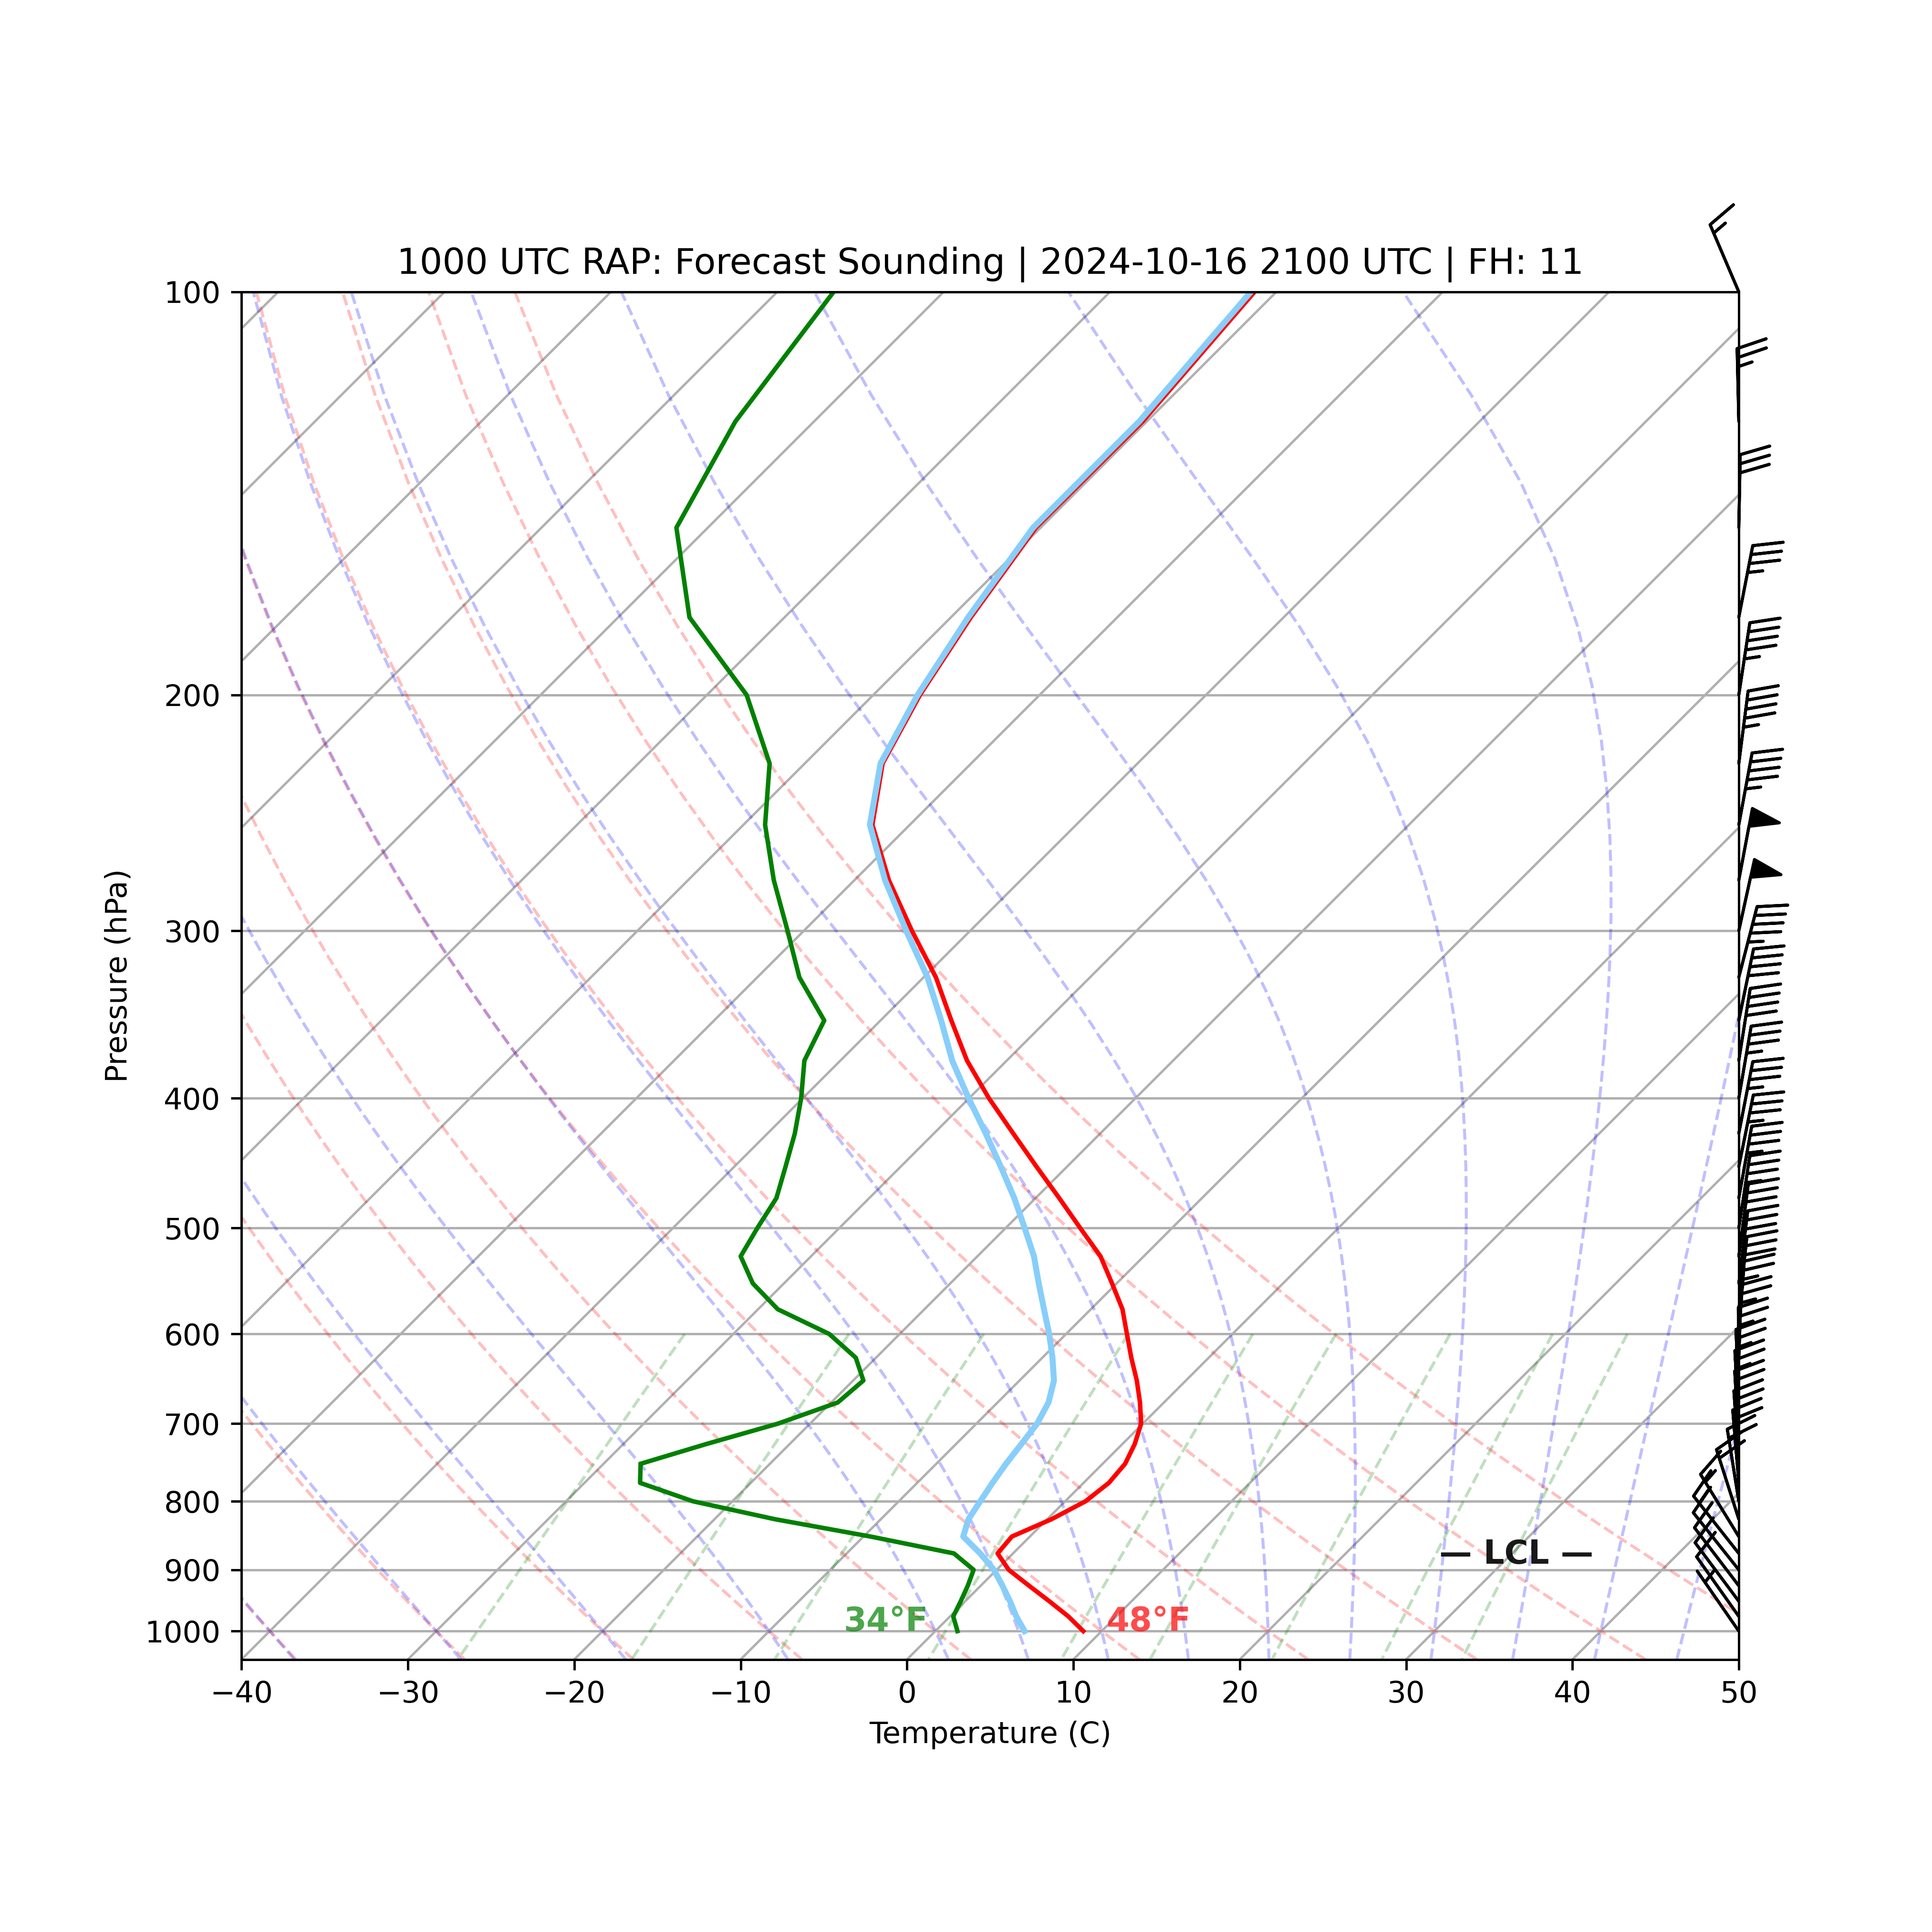 1000 UTC RAP: Forecast Sounding | 2024-10-16 2100 UTC | FH: 11
100
200
300
400
500
600
700
800
900
1000
Pressure (hPa)
— LCL —
34°F
48°F
−40 −30 −20 −10 0 10 20 30 40 50
Temperature (C)